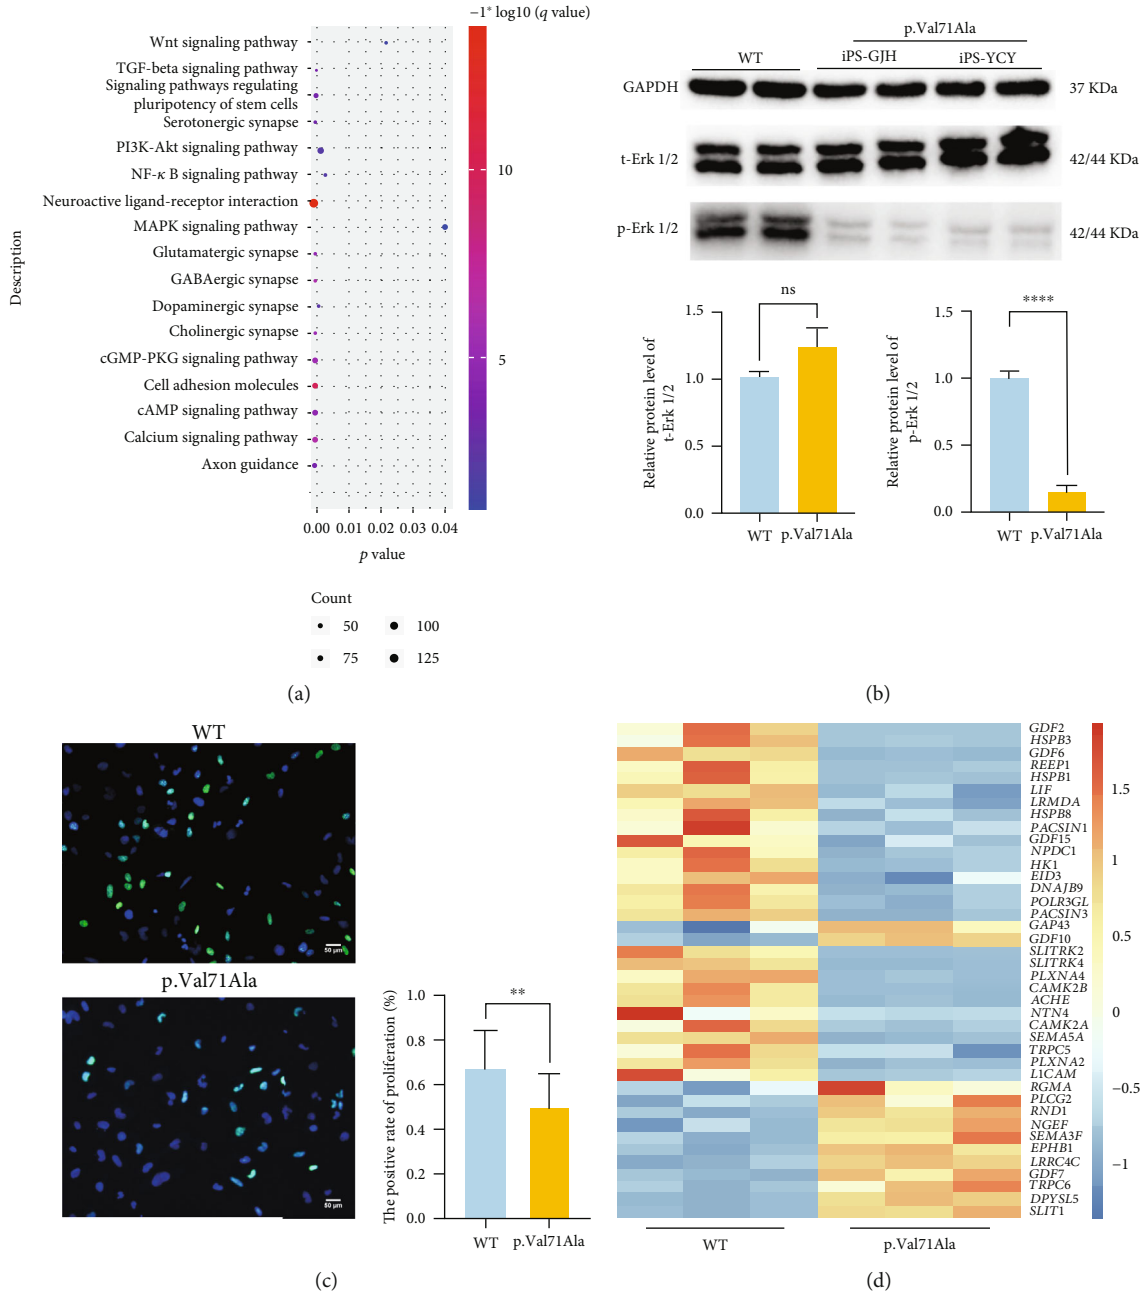 −1* log10 (q value)
Wnt signaling pathway
TGF-beta signaling pathway
Signaling pathways regulating
pluripotency of stem cells
Serotonergic synapse
PI3K-Akt signaling pathway
NF-κ B signaling pathway
Neuroactive ligand-receptor interaction
MAPK signaling pathway
Glutamatergic synapse
GABAergic synapse
Dopaminergic synapse
Cholinergic synapse
cGMP-PKG signaling pathway
Cell adhesion molecules
cAMP signaling pathway
Calcium signaling pathway
Axon guidance
Description
0.00 0.01 0.02 0.03 0.04
p value
10
5
Count
50
100
75
125
(a)
p.Val71Ala
WT
iPS-GJH
iPS-YCY
GAPDH
37 KDa
t-Erk 1/2
42/44 KDa
p-Erk 1/2
42/44 KDa
ns
1.5
1.0
0.5
0.0
Relative protein level of
t-Erk 1/2
WT p.Val71Ala
****
1.5
1.0
0.5
0.0
Relative protein level of
p-Erk 1/2
WT p.Val71Ala
(b)
WT
50 μm
p.Val71Ala
50 μm
**
1.0
0.8
0.6
0.4
0.2
0.0
The positive rate of proliferation (%)
WT p.Val71Ala
(c)
GDF2
HSPB3
GDF6
REEP1
HSPB1
LIF
LRMDA
HSPB8
PACSIN1
GDF15
NPDC1
HK1
EID3
DNAJB9
POLR3GL
PACSIN3
GAP43
GDF10
SLITRK2
SLITRK4
PLXNA4
CAMK2B
ACHE
NTN4
CAMK2A
SEMA5A
TRPC5
PLXNA2
L1CAM
RGMA
PLCG2
RND1
NGEF
SEMA3F
EPHB1
LRRC4C
GDF7
TRPC6
DPYSL5
SLIT1
1.5
1
0.5
0
−0.5
−1
WT
p.Val71Ala
(d)